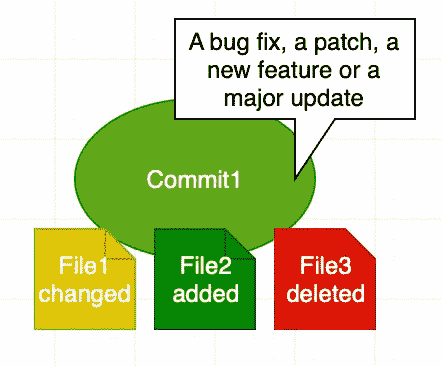 A bug fix, a patch, a
new feature or a
major update
Commit1
File1
changed
File2
added
File3
deleted